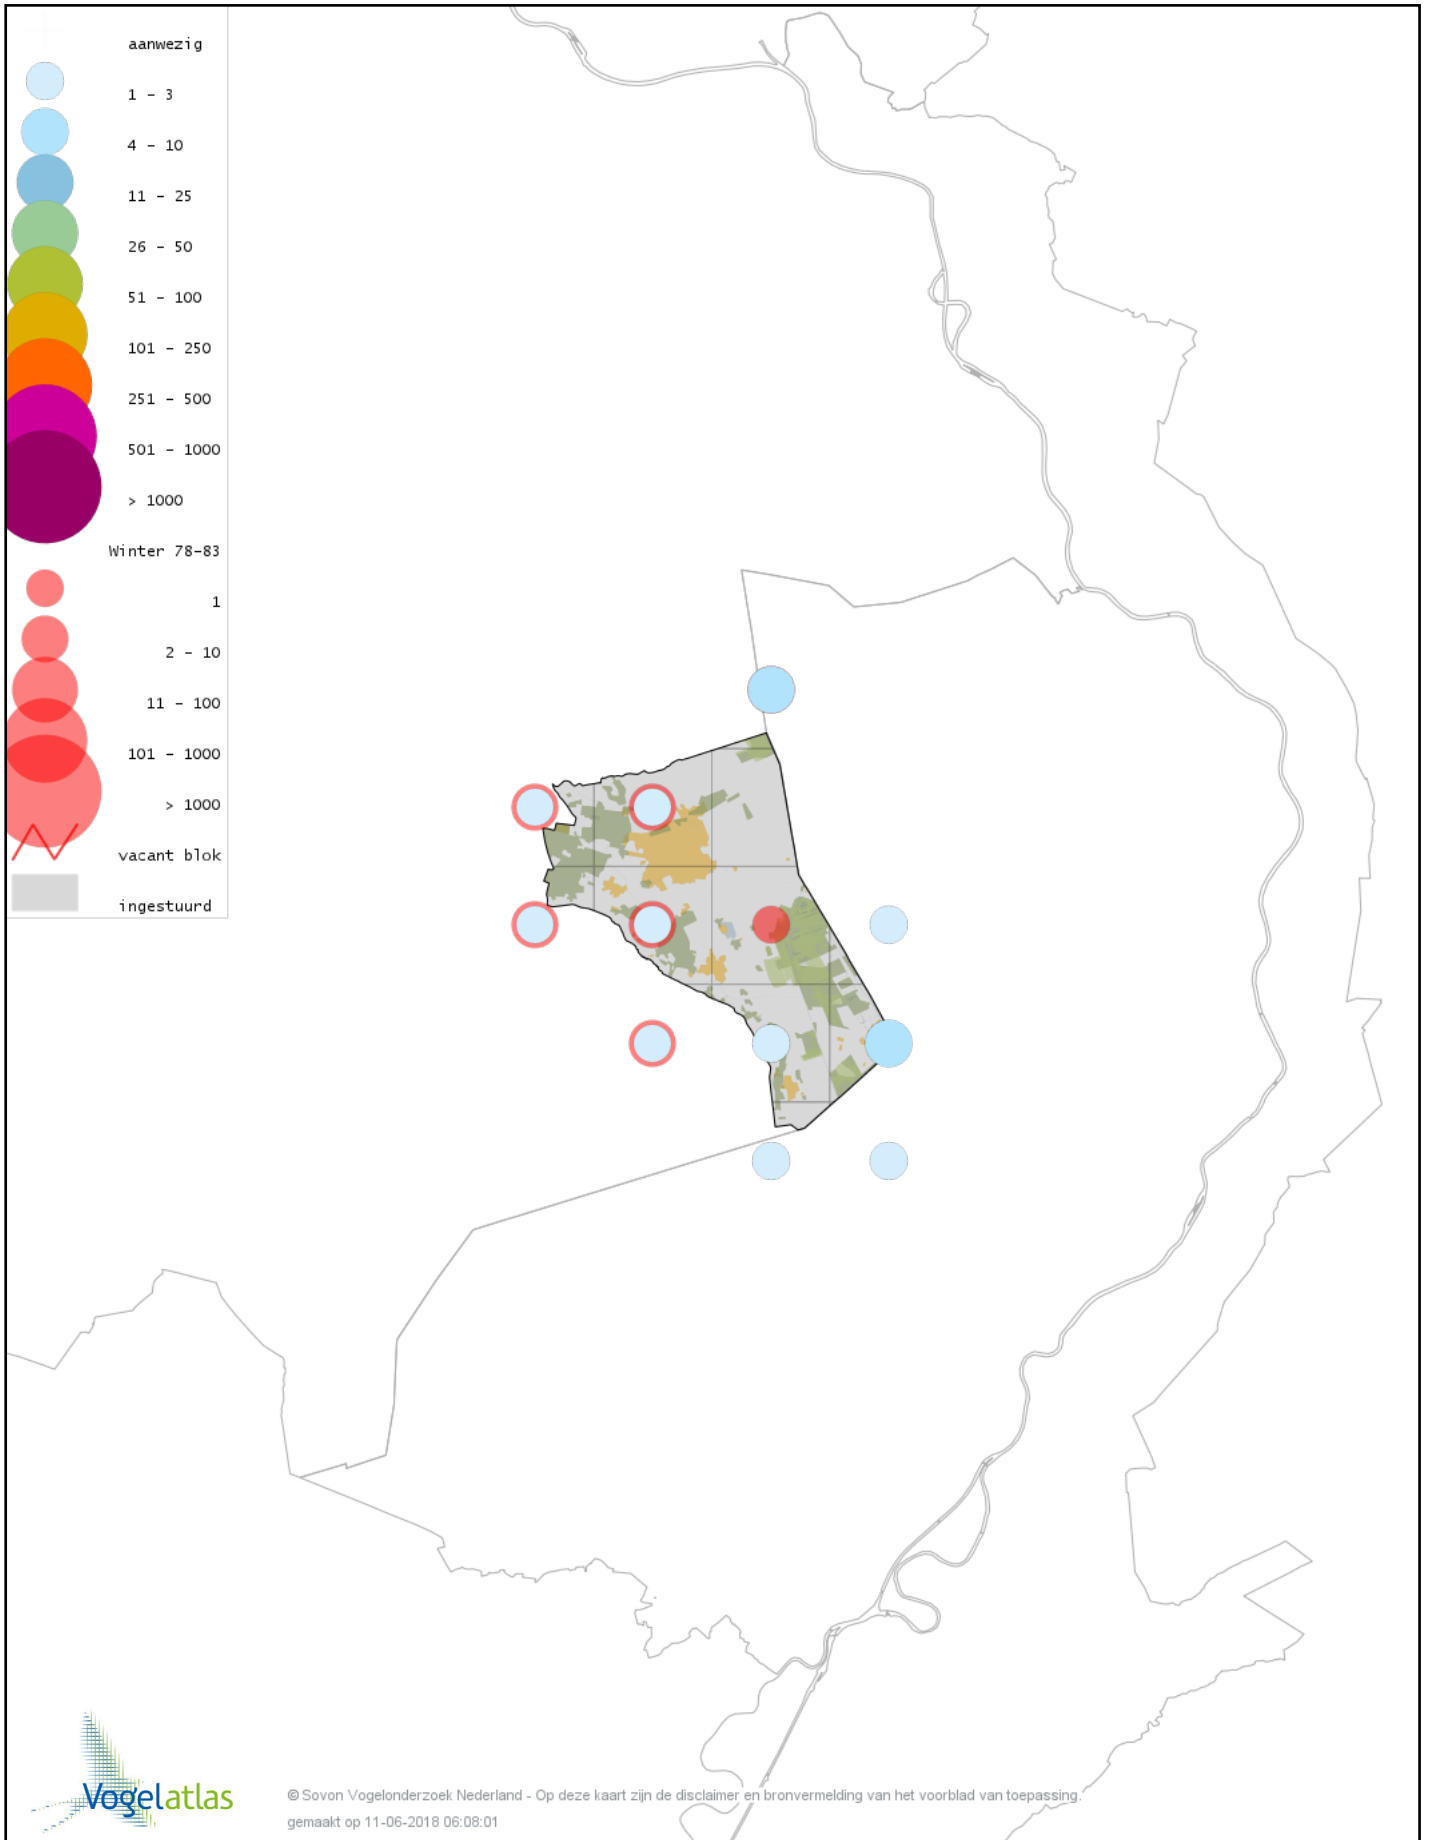 aanwezig
1 - 3
4 - 10
11 - 25
26 - 50
51 - 100
101 - 250
251 - 500
501 - 1000
> 1000
Winter 78-83
1
2 - 10
11 - 100
101 - 1000
> 1000
vacant blok
ingestuurd
Vogelatlas
© Sovon Vogelonderzoek Nederland - Op deze kaart zijn de disclaimer en bronvermelding van het voorblad van toepassing.
gemaakt op 11-06-2018 06:08:01